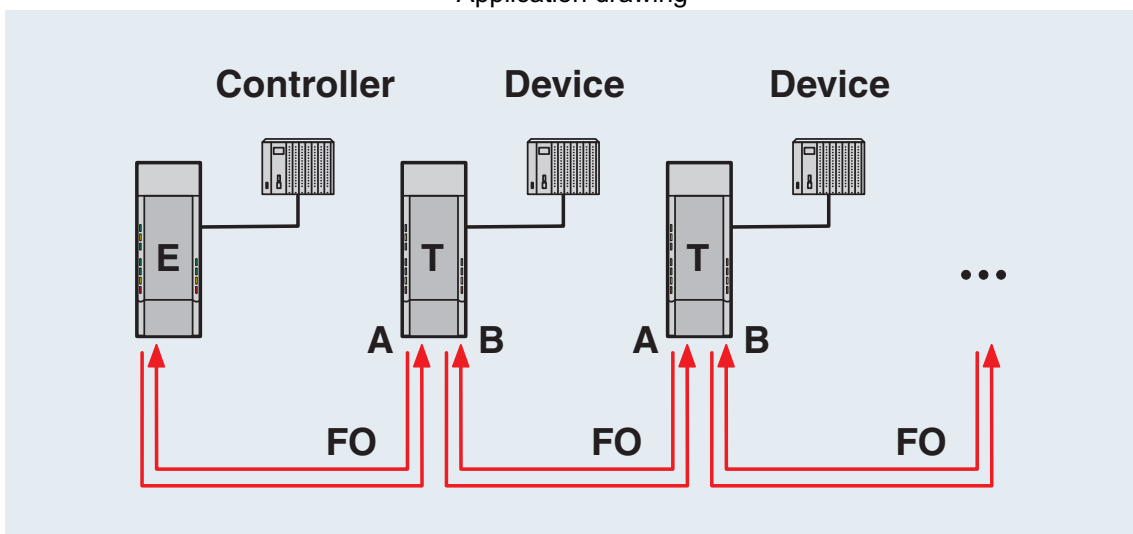 Application drawing
Controller Device Device
E T T
A B A B
FO FO FO